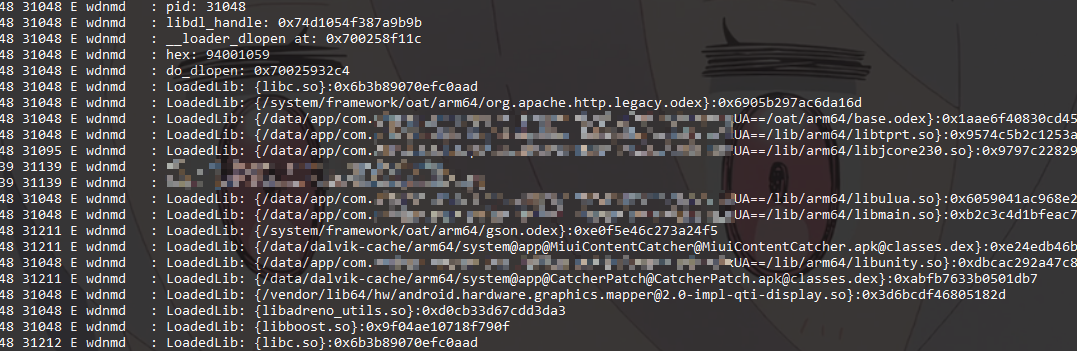 48 31048 E wdnmd : pid: 31048
48 31048 E wdnmd : libdl_handle: 0x74d1054f387a9b9b
48 31048 E wdnmd : __loader_dlopen at: 0x700258f11c
48 31048 E wdnmd : hex: 94001059
48 31048 E wdnmd : do_dlopen: 0x70025932c4
48 31048 E wdnmd : LoadedLib: {libc.so}:0x6b3b89070efc0aad
48 31048 E wdnmd : LoadedLib: {/system/framework/oat/arm64/org.apache.http.legacy.odex}:0x6905b297ac6da16d
48 31048 E wdnmd : LoadedLib: {/data/app/com. UA==/oat/arm64/base.odex}:0x1aae6f40830cd45
48 31048 E wdnmd : LoadedLib: {/data/app/com. UA==/lib/arm64/libtprt.so}:0x9574c5b2c1253a
48 31095 E wdnmd : LoadedLib: {/data/app/com. UA==/lib/arm64/libjcore230.so}:0x9797c22829
39 31139 E wdnmd :
39 31139 E wdnmd :
48 31048 E wdnmd : LoadedLib: {/data/app/com. UA==/lib/arm64/libulua.so}:0x6059041ac968e2
48 31048 E wdnmd : LoadedLib: {/data/app/com. UA==/lib/arm64/libmain.so}:0xb2c3c4d1bfeac7
48 31211 E wdnmd : LoadedLib: {/system/framework/oat/arm64/gson.odex}:0xe0f5e46c273a24f5
48 31211 E wdnmd : LoadedLib: {/data/dalvik-cache/arm64/system@app@MiuiContentCatcher@MiuiContentCatcher.apk@classes.dex}:0xe24edb46b
48 31048 E wdnmd : LoadedLib: {/data/app/com. UA==/lib/arm64/libunity.so}:0xdbcac292a47c8
48 31211 E wdnmd : LoadedLib: {/data/dalvik-cache/arm64/system@app@CatcherPatch@CatcherPatch.apk@classes.dex}:0xabfb7633b0501db7
48 31048 E wdnmd : LoadedLib: {/vendor/lib64/hw/android.hardware.graphics.mapper@2.0-impl-qti-display.so}:0x3d6bcdf46805182d
48 31048 E wdnmd : LoadedLib: {libadreno_utils.so}:0xd0cb33d67cdd3da3
48 31048 E wdnmd : LoadedLib: {libboost.so}:0x9f04ae10718f790f
48 31212 E wdnmd : LoadedLib: {libc.so}:0x6b3b89070efc0aad